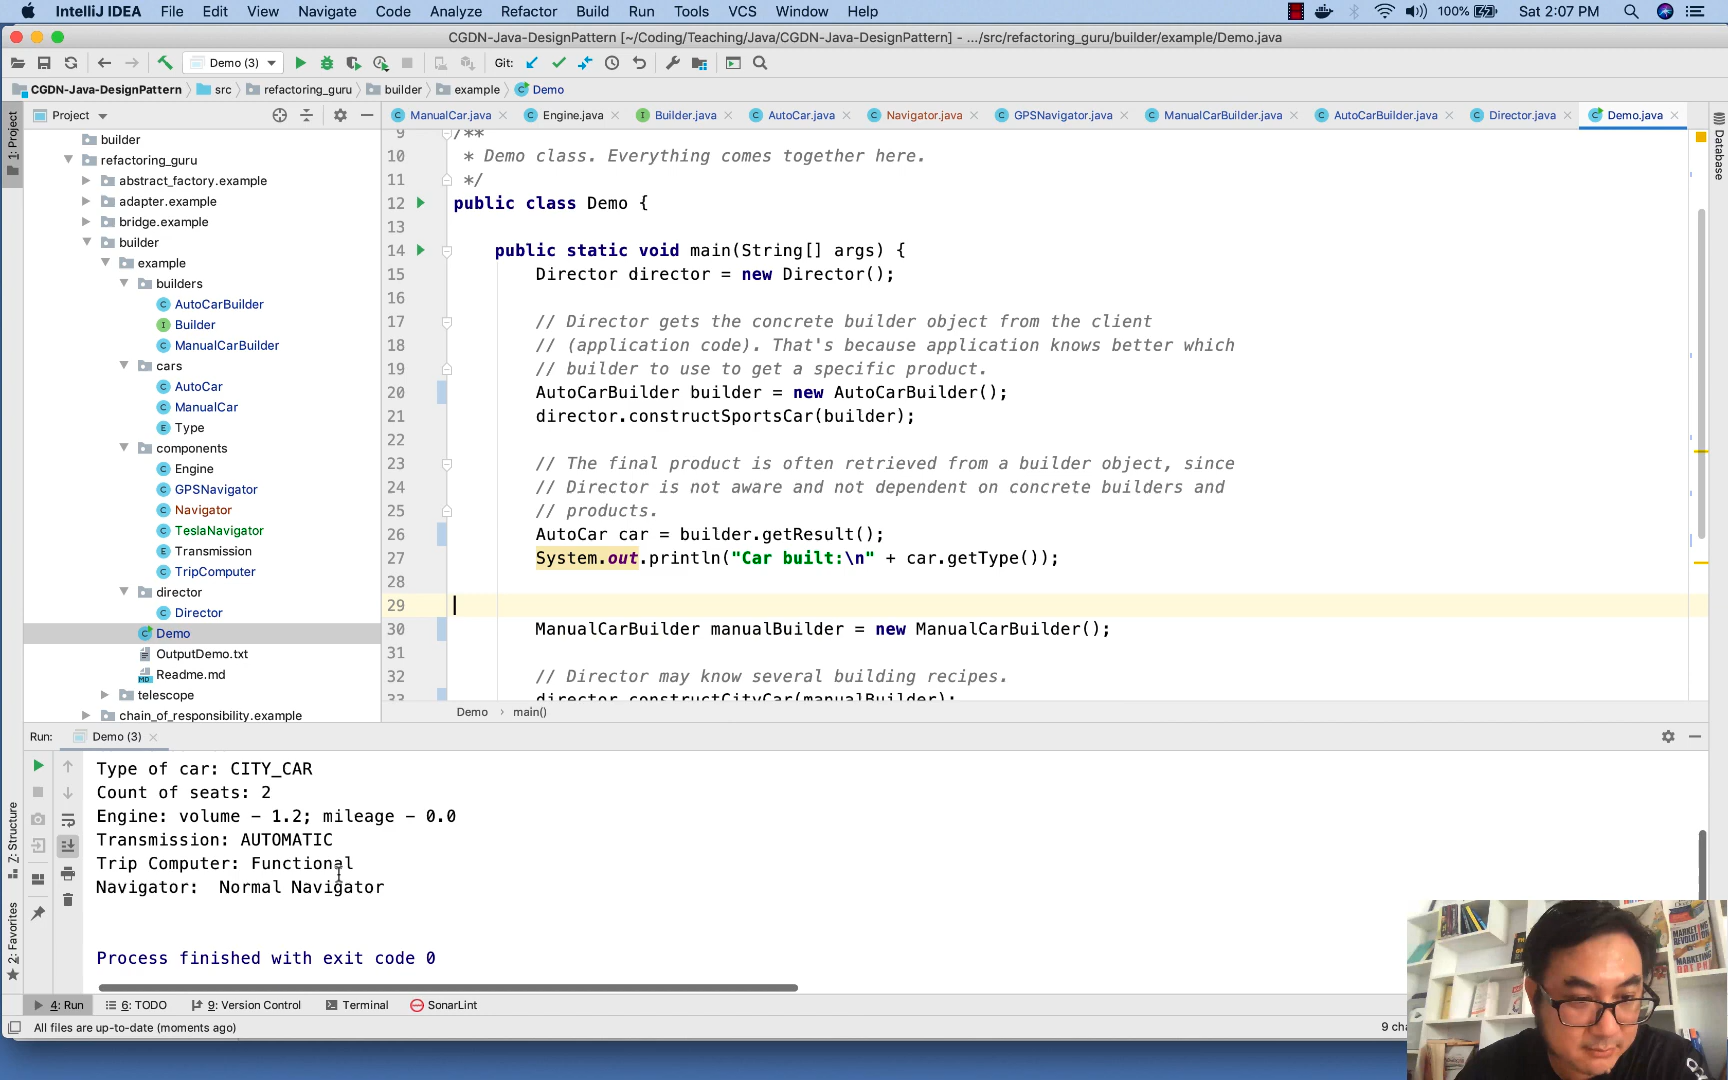 IntelliJ IDEA File Edit View Navigate Code Analyze Refactor Build Run Tools VCS Window Help 100% Sat 2:07 PM
CGDN-Java-DesignPattern [~/Coding/Teaching/Java/CGDN-Java-DesignPattern] - .../src/refactoring_guru/builder/example/Demo.java
Demo (3) Git:
CGDN-Java-DesignPattern src refactoring_guru builder example Demo
1: Project
Project
ManualCar.java Engine.java Builder.java AutoCar.java Navigator.java GPSNavigator.java ManualCarBuilder.java AutoCarBuilder.java Director.java Demo.java
Database
builder
refactoring_guru
abstract_factory.example
adapter.example
bridge.example
builder
example
builders
AutoCarBuilder
Builder
ManualCarBuilder
cars
AutoCar
ManualCar
Type
components
Engine
GPSNavigator
Navigator
TeslaNavigator
Transmission
TripComputer
director
Director
Demo
OutputDemo.txt
Readme.md
telescope
chain_of_responsibility.example
9 /**
10 * Demo class. Everything comes together here.
11 */
12 public class Demo {
13
14 public static void main(String[] args) {
15 Director director = new Director();
16
17 // Director gets the concrete builder object from the client
18 // (application code). That's because application knows better which
19 // builder to use to get a specific product.
20 AutoCarBuilder builder = new AutoCarBuilder();
21 director.constructSportsCar(builder);
22
23 // The final product is often retrieved from a builder object, since
24 // Director is not aware and not dependent on concrete builders and
25 // products.
26 AutoCar car = builder.getResult();
27 System.out.println("Car built:\n" + car.getType());
28
29
30 ManualCarBuilder manualBuilder = new ManualCarBuilder();
31
32 // Director may know several building recipes.
33 director.constructCityCar(manualBuilder);
Demo › main()
Run: Demo (3)
Type of car: CITY_CAR
Count of seats: 2
Engine: volume - 1.2; mileage - 0.0
Transmission: AUTOMATIC
Trip Computer: Functional
Navigator:  Normal Navigator
Process finished with exit code 0
Z: Structure
2: Favorites
4: Run 6: TODO 9: Version Control Terminal SonarLint
All files are up-to-date (moments ago)
9 cha
MARKETING
REVOLUTION
MARKETING